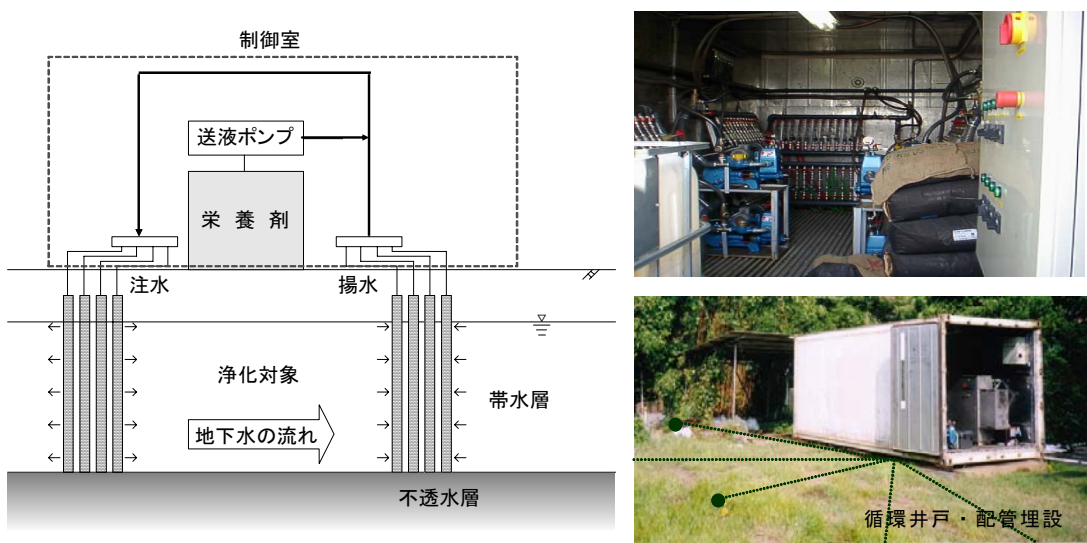 制御室
送液ポンプ
栄 養 剤
注水
揚水
浄化対象
帯水層
地下水の流れ
不透水層
循環井戸・配管埋設